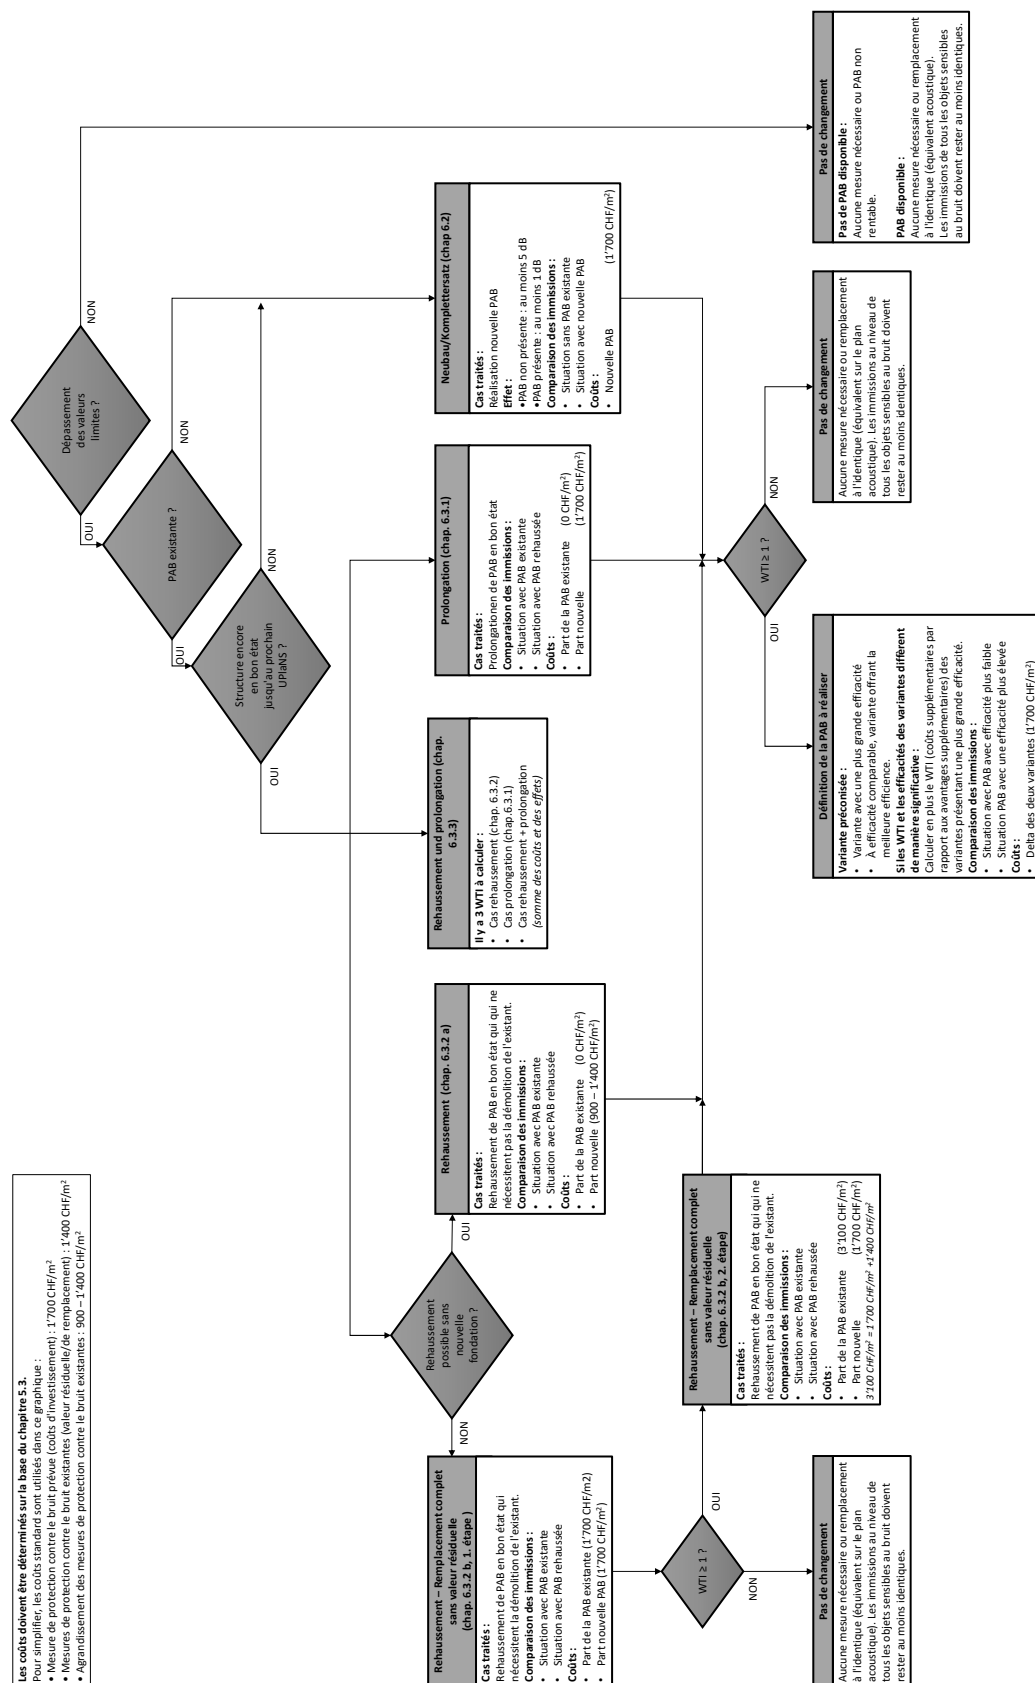 Les coûts doivent être déterminés sur la base du chapitre 5.3.
Pour simplifier, les coûts standard sont utilisés dans ce graphique :
• Mesure de protection contre le bruit prévue (coûts d'investissement) : 1'700 CHF/m²
• Mesures de protection contre le bruit existantes (valeur résiduelle/de remplacement) : 1'400 CHF/m²
• Agrandissement des mesures de protection contre le bruit existantes : 900 – 1'400 CHF/m²
Dépassement
des valeurs
limites ?
OUI
NON
PAB existante ?
OUI
NON
Structure encore
en bon état
jusqu'au prochain
UPlaNS ?
OUI
NON
Rehaussement
possible sans
nouvelle
fondation ?
NON
OUI
Rehaussement – Remplacement complet
sans valeur résiduelle
(chap. 6.3.2 b, 1. étape )
Cas traités :
Rehaussement de PAB en bon état qui
nécessitent la démolition de l'existant.
Comparaison des immissions :
• Situation avec PAB existante
• Situation avec PAB rehaussée
Coûts :
• Part de la PAB existante (1'700 CHF/m2)
• Part nouvelle PAB (1'700 CHF/m²)
Rehaussement (chap. 6.3.2 a)
Cas traités :
Rehaussement de PAB en bon état qui qui ne
nécessitent pas la démolition de l'existant.
Comparaison des immissions :
• Situation avec PAB existante
• Situation avec PAB rehaussée
Coûts :
• Part de la PAB existante (0 CHF/m²)
• Part nouvelle (900 – 1'400 CHF/m²)
Rehaussement und prolongation (chap.
6.3.3)
Il y a 3 WTI à calculer :
• Cas rehaussement (chap. 6.3.2)
• Cas prolongation (chap.6.3.1)
• Cas rehaussement + prolongation
(somme des coûts et des effets)
Prolongation (chap. 6.3.1)
Cas traités :
Prolongationen de PAB en bon état
Comparaison des immissions :
• Situation avec PAB existante
• Situation avec PAB rehaussée
Coûts :
• Part de la PAB existante (0 CHF/m²)
• Part nouvelle (1'700 CHF/m²)
Neubau/Komplettersatz (chap 6.2)
Cas traités :
Réalisation nouvelle PAB
Effet :
•PAB non présente : au moins 5 dB
•PAB présente : au moins 1 dB
Comparaison des immissions :
• Situation sans PAB existante
• Situation avec nouvelle PAB
Coûts :
• Nouvelle PAB (1'700 CHF/m²)
WTI ≥ 1 ?
OUI
NON
Rehaussement – Remplacement complet
sans valeur résiduelle
(chap. 6.3.2 b, 2. étape)
Cas traités :
Rehaussement de PAB en bon état qui qui ne
nécessitent pas la démolition de l'existant.
Comparaison des immissions :
• Situation avec PAB existante
• Situation avec PAB rehaussée
Coûts :
• Part de la PAB existante (3'100 CHF/m²)
• Part nouvelle (1'700 CHF/m²)
3'100 CHF/m² = 1'700 CHF/m² +1'400 CHF/m²
WTI ≥ 1 ?
OUI
NON
Pas de changement
Aucune mesure nécessaire ou remplacement
à l'identique (équivalent sur le plan
acoustique). Les immissions au niveau de
tous les objets sensibles au bruit doivent
rester au moins identiques.
Définition de la PAB à réaliser
Variante préconisée :
• Variante avec une plus grande efficacité
• À efficacité comparable, variante offrant la
meilleure efficience.
Si les WTI et les efficacités des variantes diffèrent
de manière significative :
Calculer en plus le WTI (coûts supplémentaires par
rapport aux avantages supplémentaires) des
variantes présentant une plus grande efficacité.
Comparaison des immissions :
• Situation avec PAB avec efficacité plus faible
• Situation PAB avec une efficacité plus élevée
Coûts :
• Delta des deux variantes (1'700 CHF/m²)
Pas de changement
Aucune mesure nécessaire ou remplacement
à l'identique (équivalent sur le plan
acoustique). Les immissions au niveau de
tous les objets sensibles au bruit doivent
rester au moins identiques.
Pas de changement
Pas de PAB disponible :
Aucune mesure nécessaire ou PAB non
rentable.
PAB disponible :
Aucune mesure nécessaire ou remplacement
à l'identique (équivalent acoustique).
Les immissions de tous les objets sensibles
au bruit doivent rester au moins identiques.